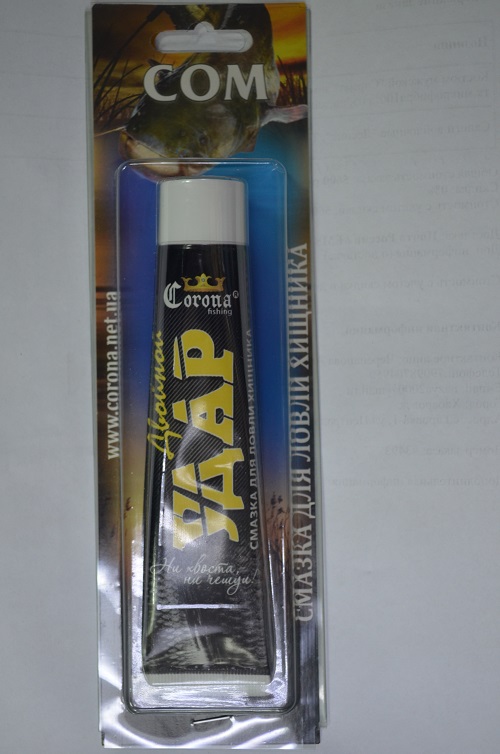 СОМ
Corona®
fishing
Двойной
УДАР
СМАЗКА ДЛЯ ЛОВЛИ ХИЩНИКА
Ни хвоста,
ни чешуи!
www.corona.net.ua
СМАЗКА ДЛЯ ЛОВЛИ ХИЩНИКА